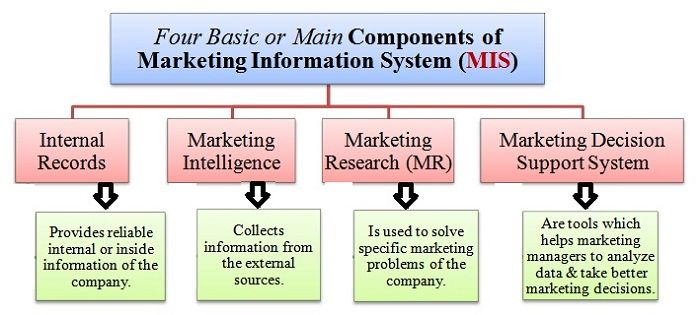 Four Basic or Main Components of
Marketing Information System (MIS)
Internal
Records
Marketing
Intelligence
Marketing
Research (MR)
Marketing Decision
Support System
Provides reliable
internal or inside
information of the
company.
Collects
information from
the external
sources.
Is used to solve
specific marketing
problems of the
company.
Are tools which
helps marketing
managers to analyze
data & take better
marketing decisions.